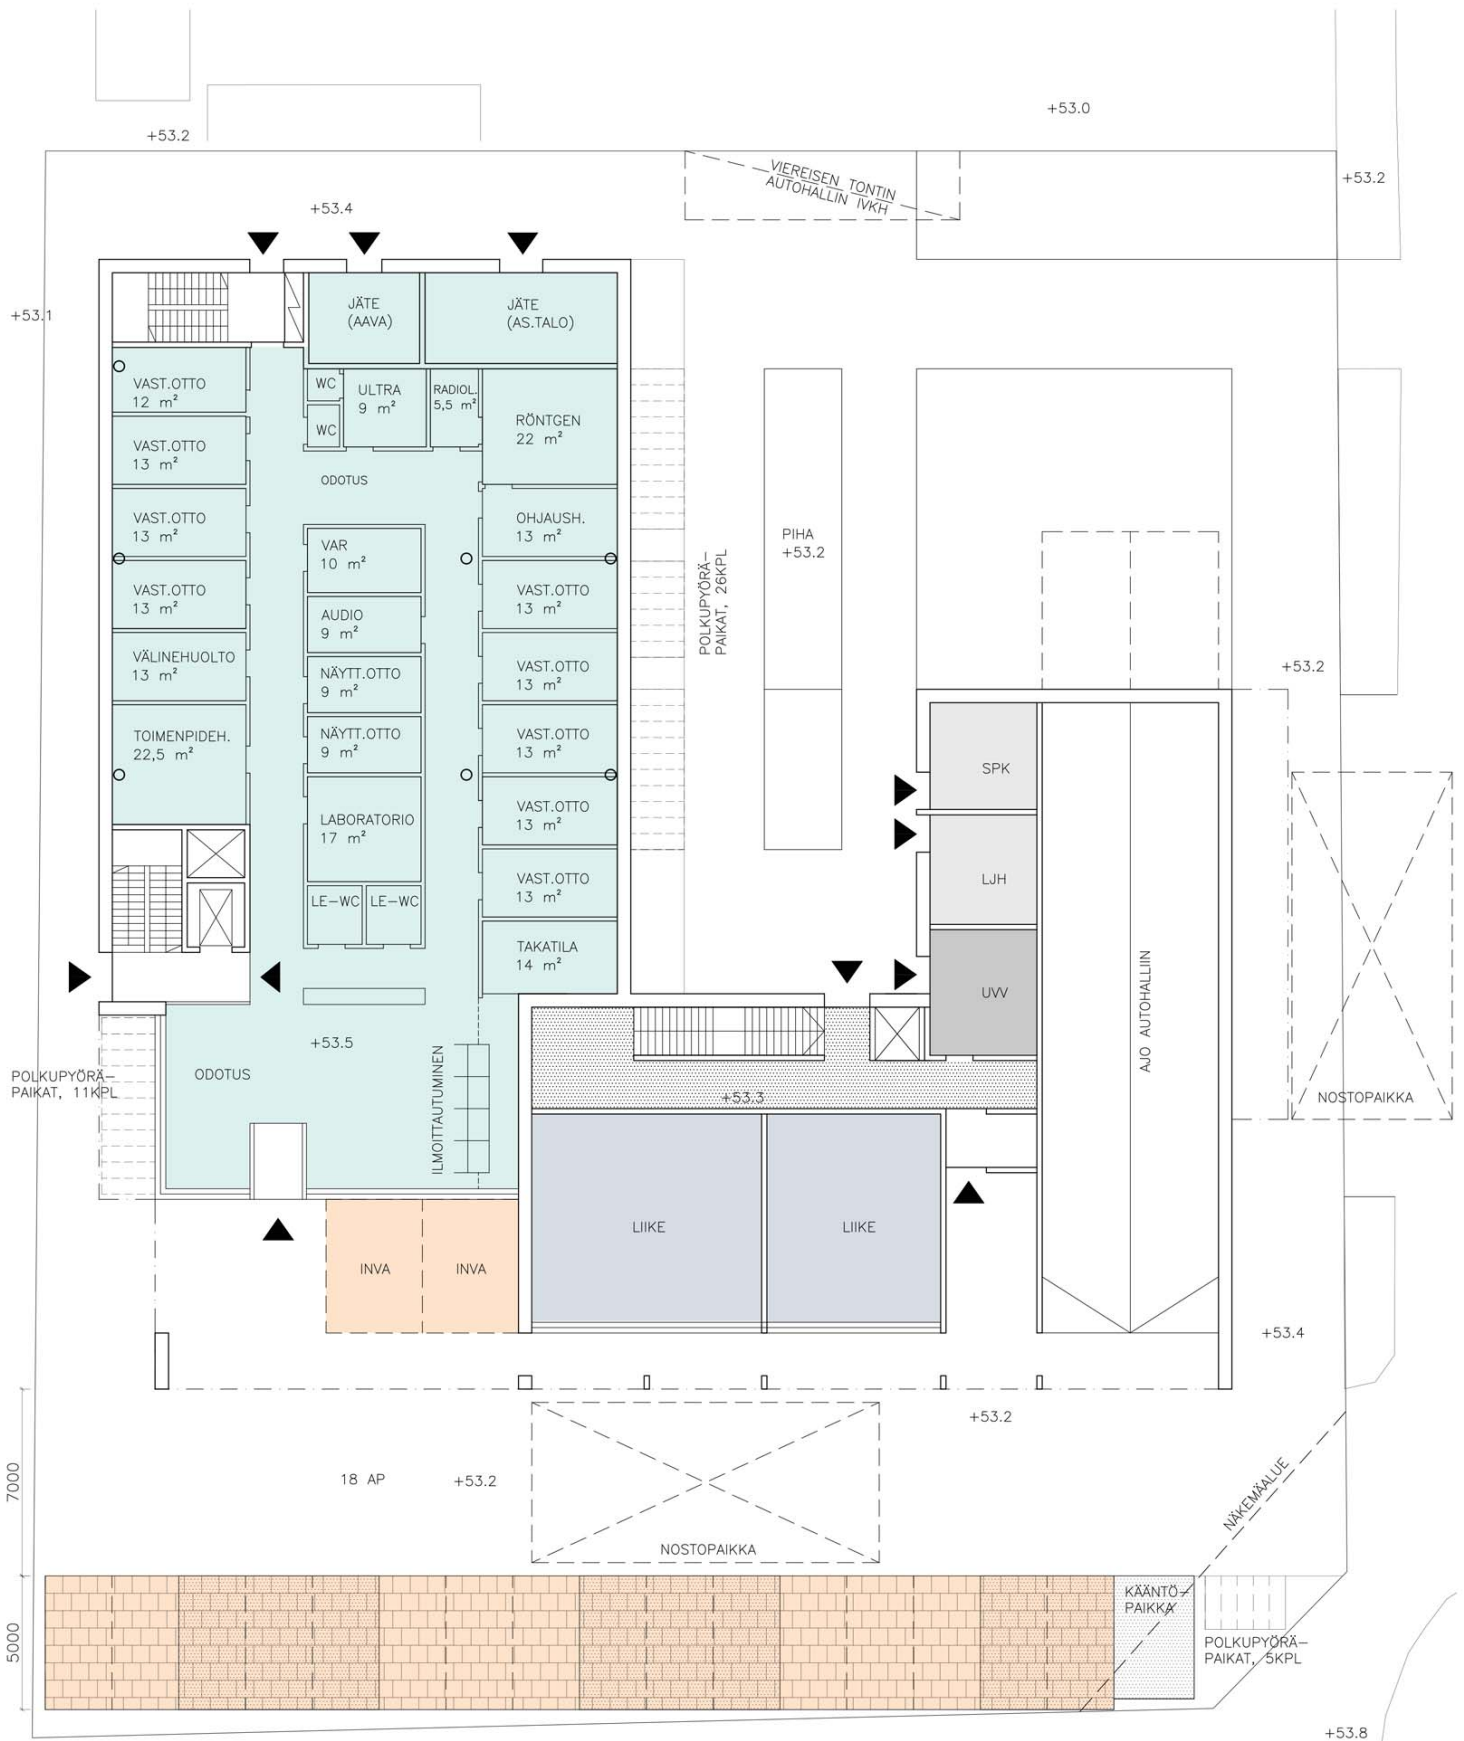 +53.0
+53.2
VIEREISEN TONTIN
AUTOHALLIN IVKH
+53.2
+53.4
+53.1
JÄTE
(AAVA)
JÄTE
(AS.TALO)
VAST.OTTO
12 m²
WC
WC
ULTRA
9 m²
RADIOL.
5,5 m²
RÖNTGEN
22 m²
VAST.OTTO
13 m²
ODOTUS
VAST.OTTO
13 m²
OHJAUSH.
13 m²
VAR
10 m²
PIHA
+53.2
POLKUPYÖRÄ-
PAIKAT, 26KPL
VAST.OTTO
13 m²
VAST.OTTO
13 m²
AUDIO
9 m²
VÄLINEHUOLTO
13 m²
NÄYTT.OTTO
9 m²
VAST.OTTO
13 m²
+53.2
TOIMENPIDEH.
22,5 m²
NÄYTT.OTTO
9 m²
VAST.OTTO
13 m²
SPK
LABORATORIO
17 m²
VAST.OTTO
13 m²
LJH
LE-WC
LE-WC
VAST.OTTO
13 m²
TAKATILA
14 m²
UVV
AJO AUTOHALLIIN
+53.5
ODOTUS
ILMOITTAUTUMINEN
POLKUPYÖRÄ-
PAIKAT, 11KPL
+53.3
NOSTOPAIKKA
LIIKE
LIIKE
INVA
INVA
+53.4
+53.2
7000
18 AP
+53.2
NÄKEMÄALUE
NOSTOPAIKKA
5000
KÄÄNTÖ-
PAIKKA
POLKUPYÖRÄ-
PAIKAT, 5KPL
+53.8